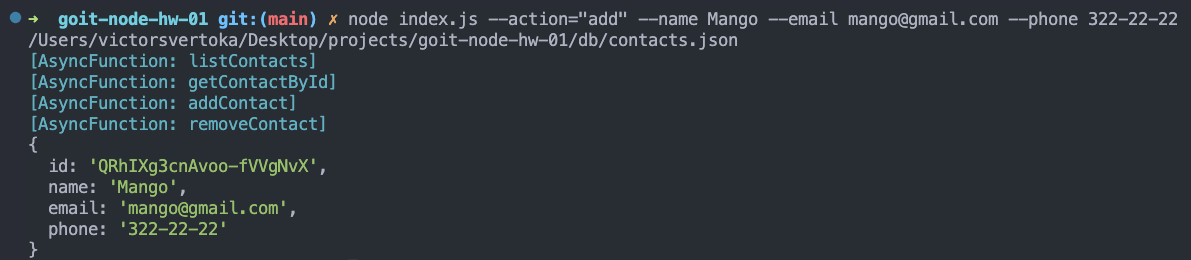 ➜ goit-node-hw-01 git:(main) ✗ node index.js --action="add" --name Mango --email mango@gmail.com --phone 322-22-22
/Users/victorsvertoka/Desktop/projects/goit-node-hw-01/db/contacts.json
[AsyncFunction: listContacts]
[AsyncFunction: getContactById]
[AsyncFunction: addContact]
[AsyncFunction: removeContact]
{
  id: 'QRhIXg3cnAvoo-fVVgNvX',
  name: 'Mango',
  email: 'mango@gmail.com',
  phone: '322-22-22'
}